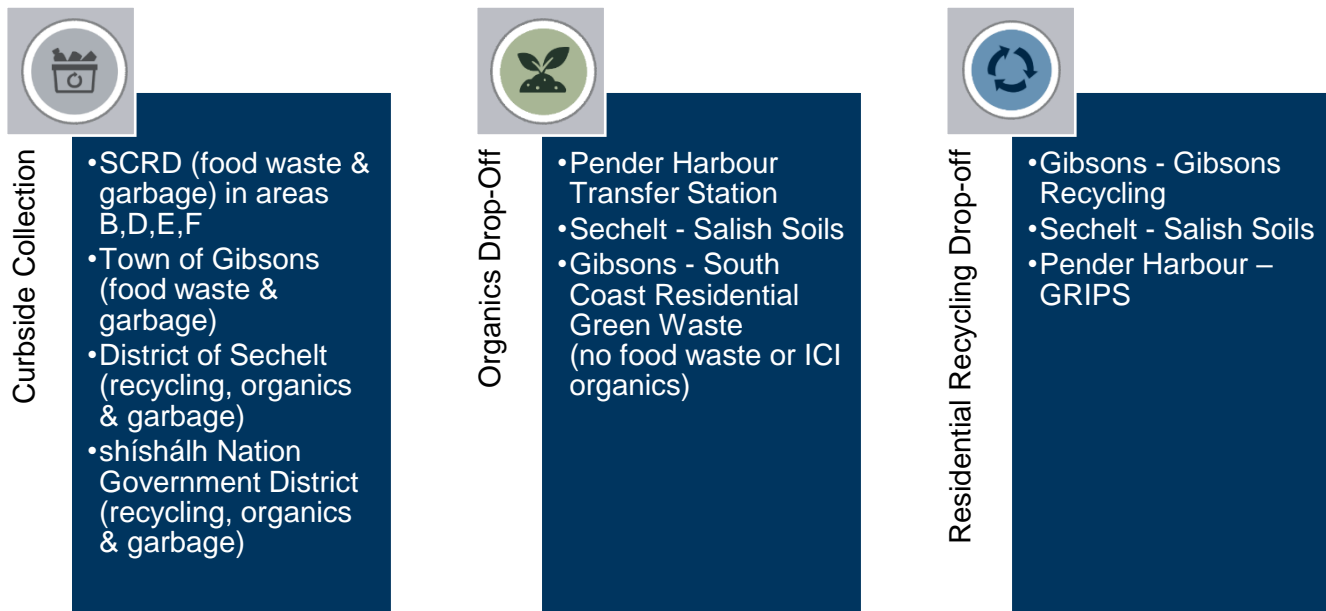 Curbside Collection
•SCRD (food waste &
garbage) in areas
B,D,E,F
•Town of Gibsons
(food waste &
garbage)
•District of Sechelt
(recycling, organics
& garbage)
•shíshálh Nation
Government District
(recycling, organics
& garbage)
Organics Drop-Off
•Pender Harbour
Transfer Station
•Sechelt - Salish Soils
•Gibsons - South
Coast Residential
Green Waste
(no food waste or ICI
organics)
Residential Recycling Drop-off
•Gibsons - Gibsons
Recycling
•Sechelt - Salish Soils
•Pender Harbour –
GRIPS